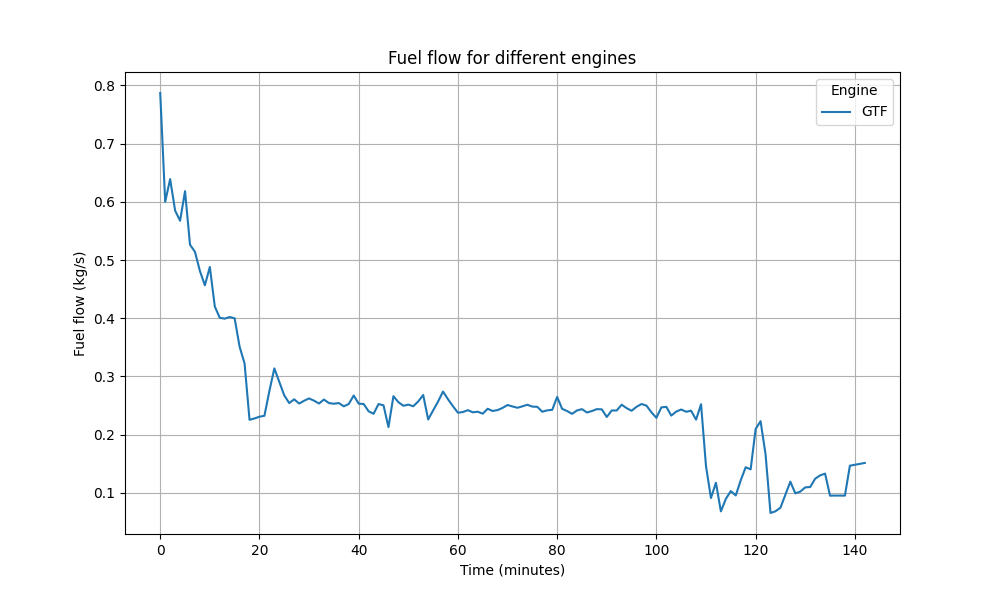 Fuel flow for different engines
Engine
GTF
Fuel flow (kg/s)
0.8
0.7
0.6
0.5
0.4
0.3
0.2
0.1
0 20 40 60 80 100 120 140
Time (minutes)